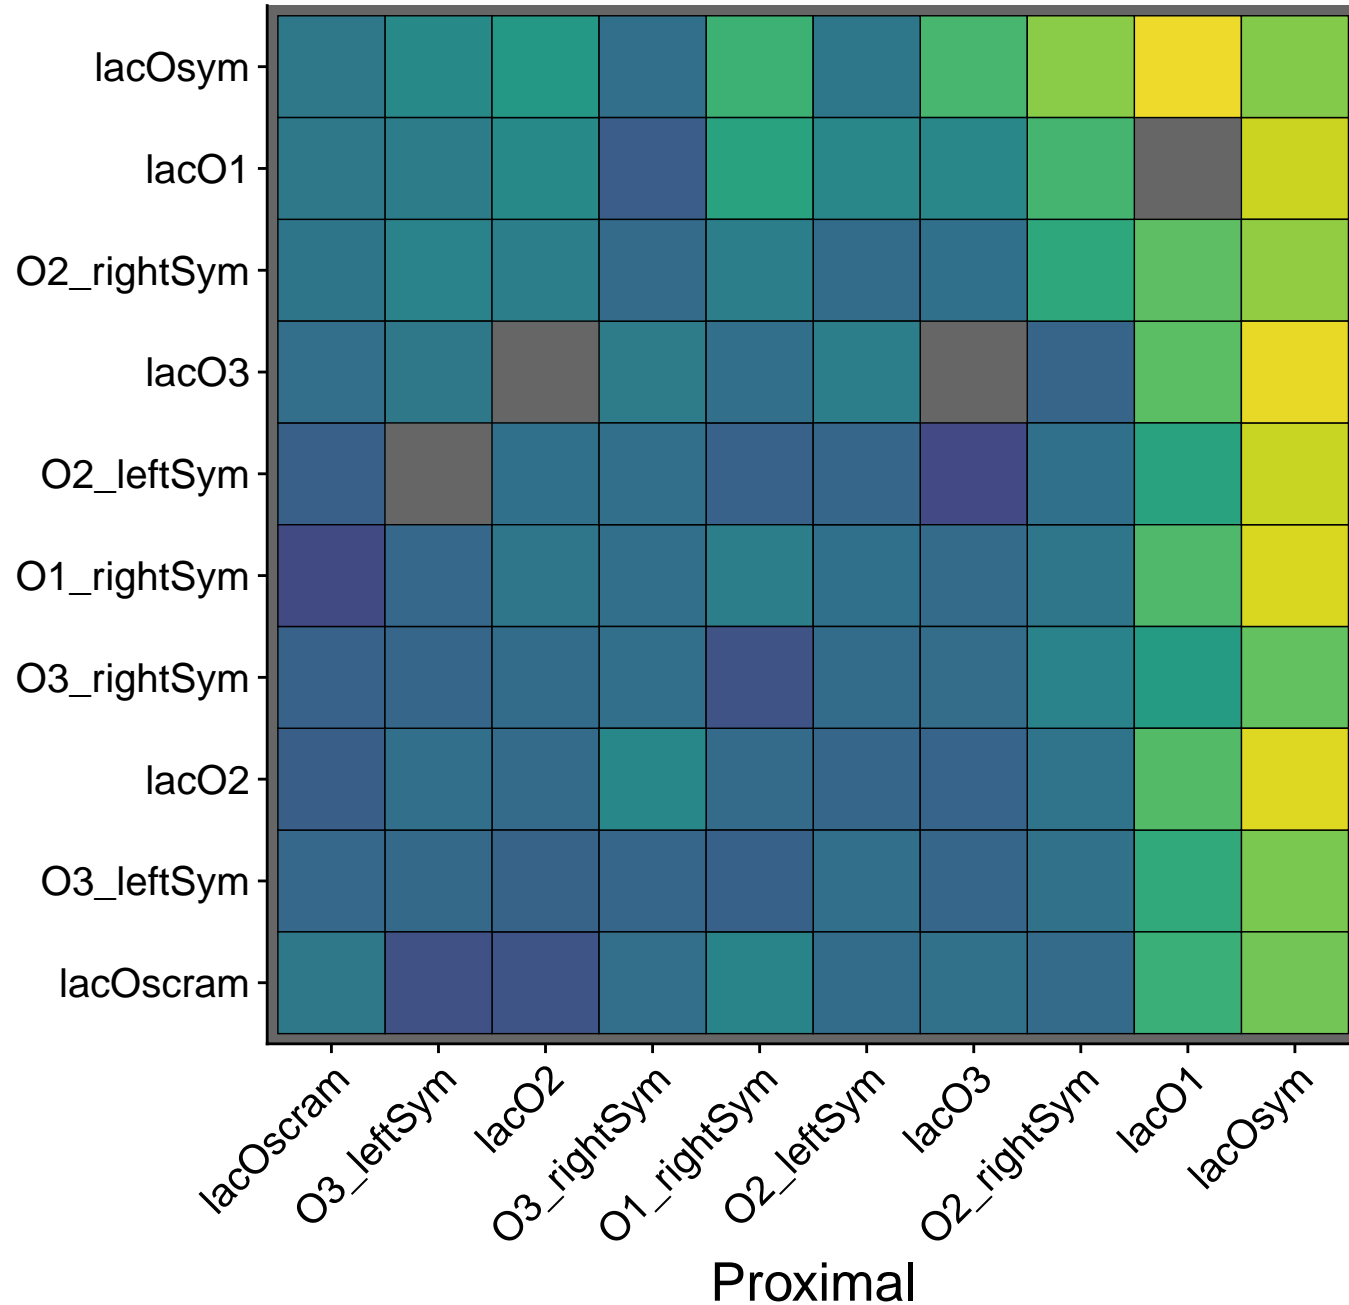 lacOsym
lacO1
O2_rightSym
lacO3
O2_leftSym
O1_rightSym
O3_rightSym
lacO2
O3_leftSym
lacOscram
lacOscram
O3_leftSym
lacO2
O3_rightSym
O1_rightSym
O2_leftSym
lacO3
O2_rightSym
lacO1
lacOsym
Proximal